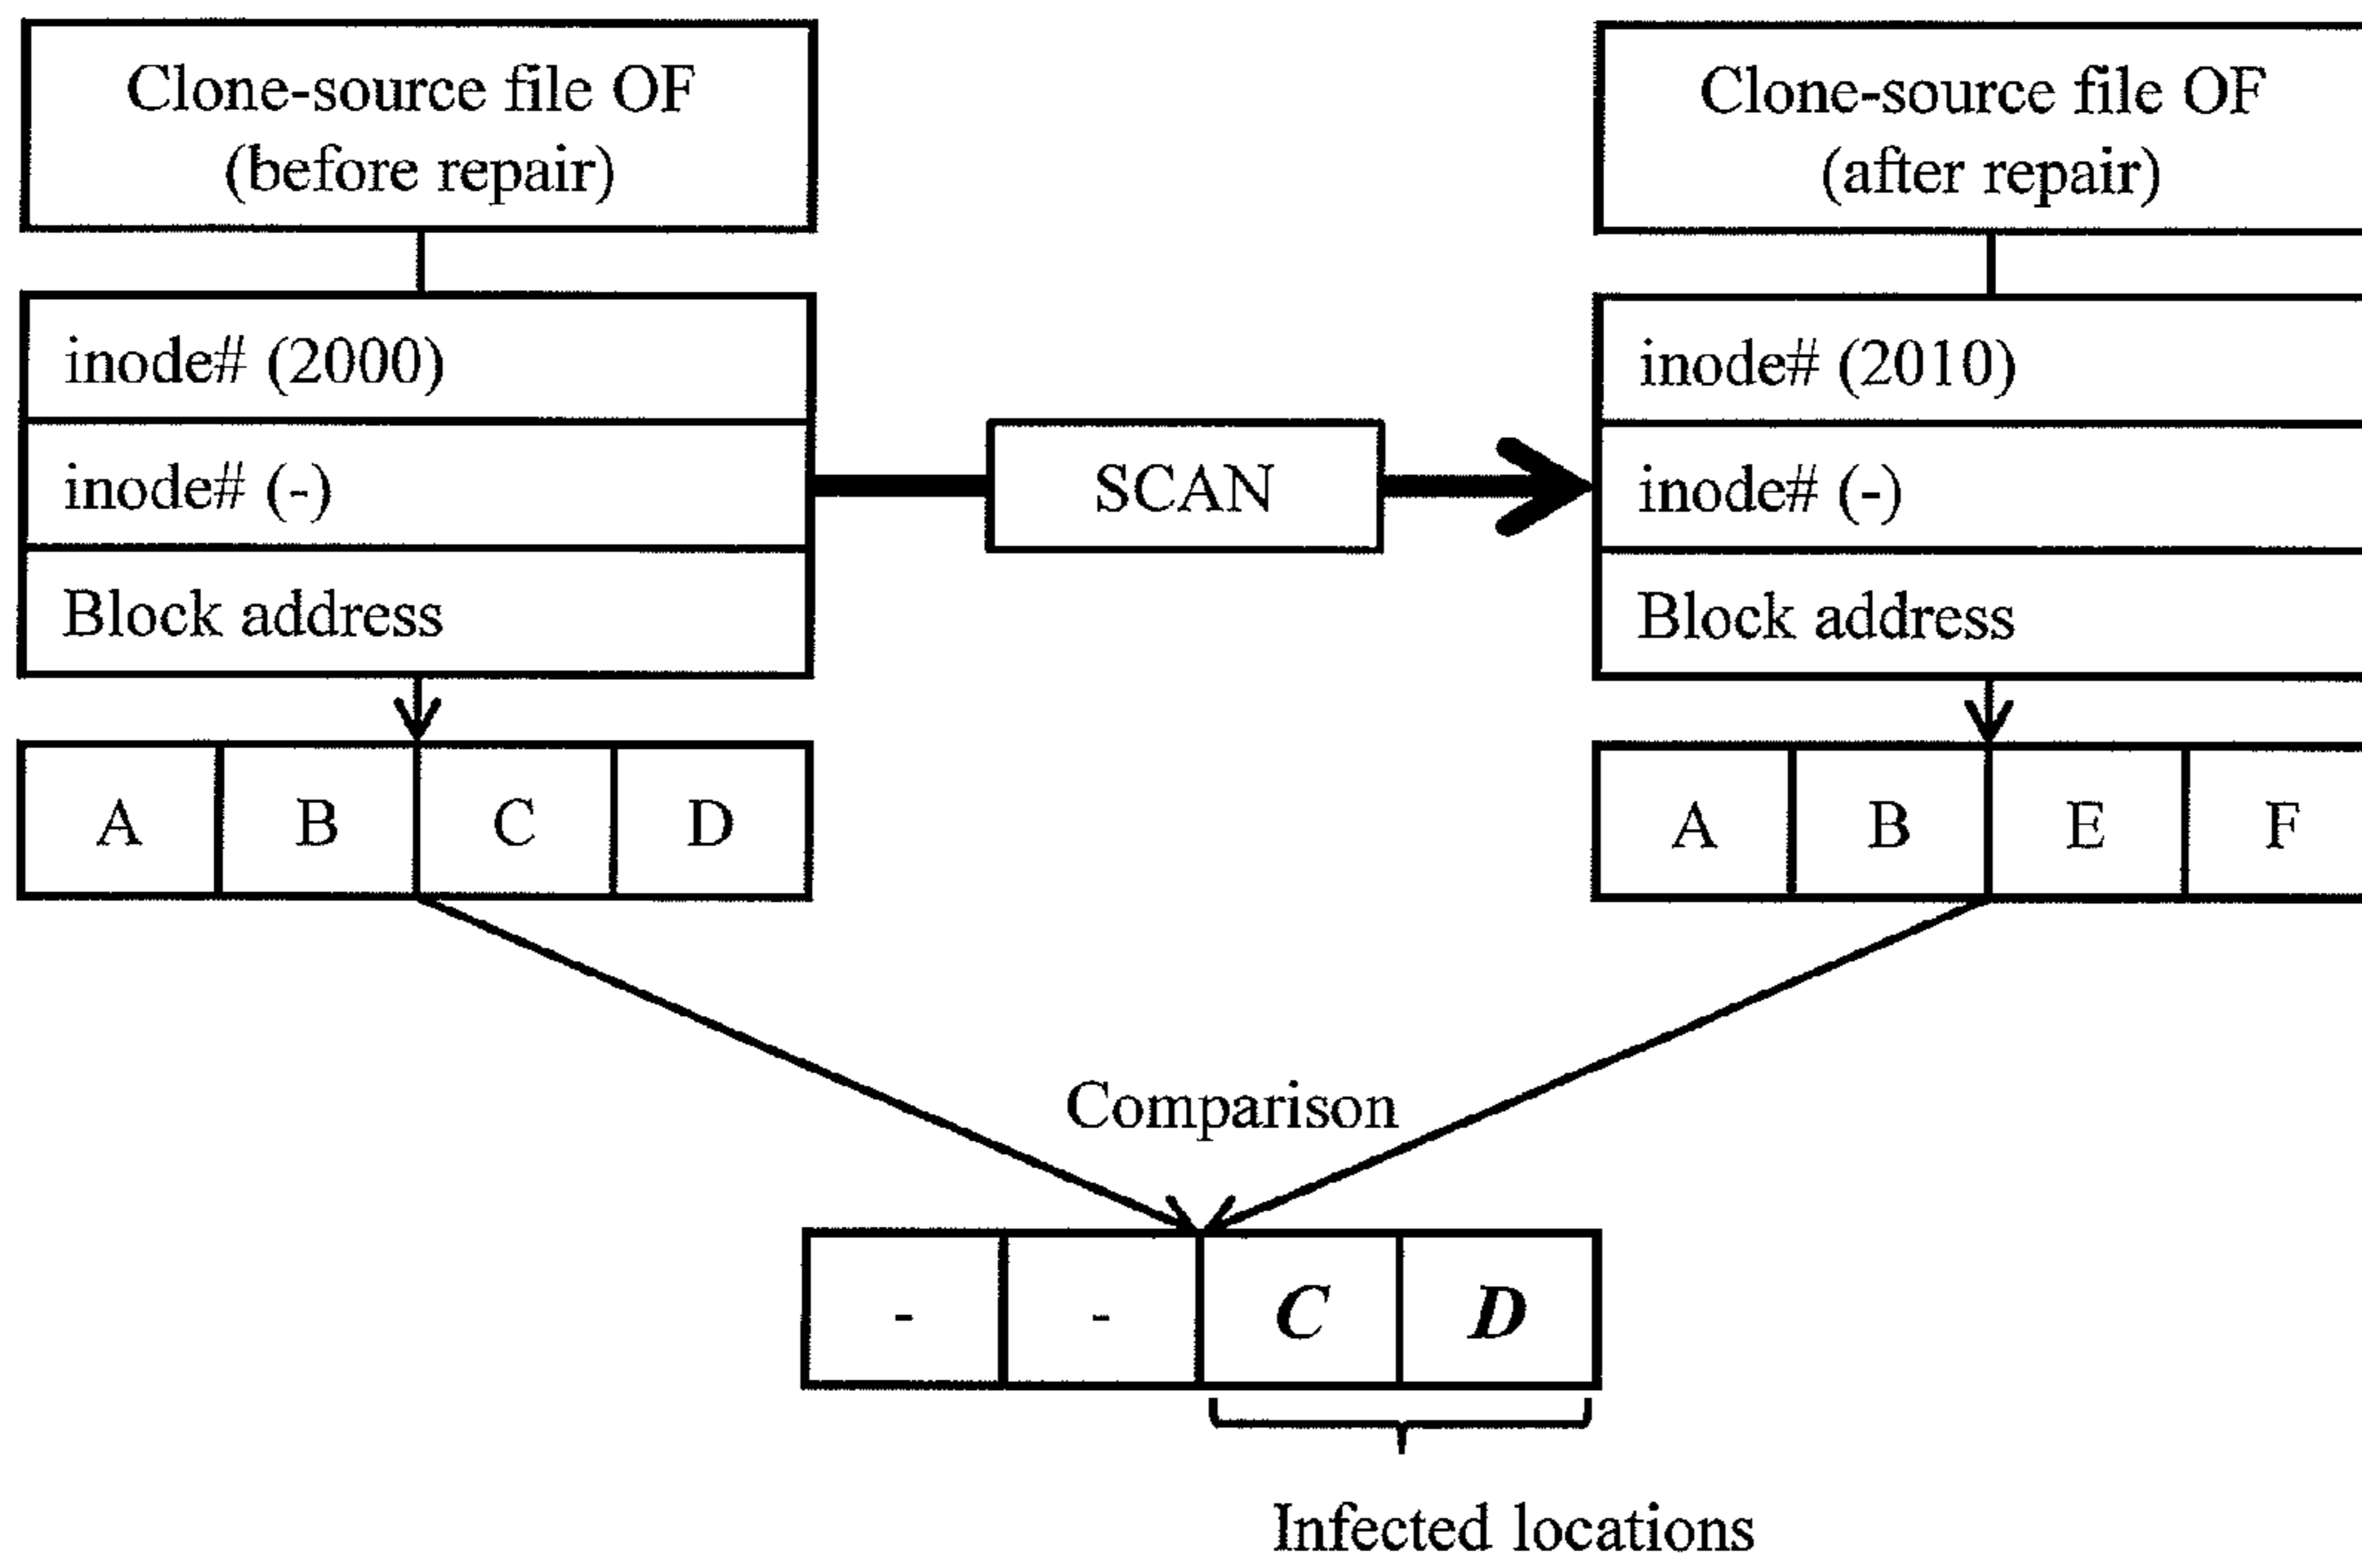 Clone-source file OF
(before repair)
Clone-source file OF
(after repair)
inode# (2000)
inode# (-)
Block address
SCAN
inode# (2010)
inode# (-)
Block address
A B C D
A B E F
Comparison
- - C D
Infected locations